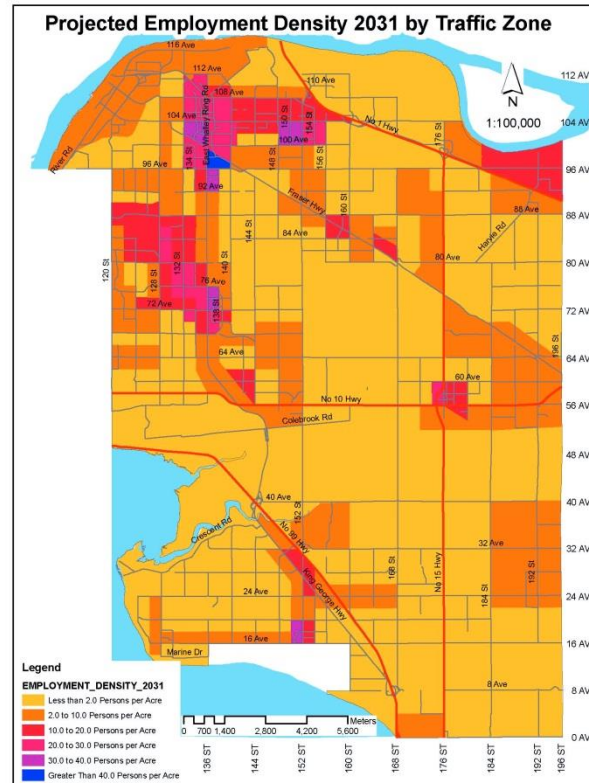 Projected Employment Density 2031 by Traffic Zone
116 Ave
112 Ave
110 Ave
112 AV
N
1:100,000
108 Ave
104 Ave
East Whalley Ring Rd
150 St
154 St
No 1 Hwy
176 St
104 AV
100 Ave
River Rd
96 Ave
134 St
148 St
156 St
96 AV
92 Ave
Fraser Hwy
160 St
88 Ave
88 AV
144 St
84 Ave
Harvie Rd
120 St
128 St
132 St
76 Ave
140 St
80 Ave
80 AV
72 Ave
138 St
72 AV
64 Ave
196 St
64 AV
60 Ave
No 10 Hwy
56 AV
Colebrook Rd
48 AV
40 Ave
40 AV
Crescent Rd
No 99 Hwy
152 St
32 Ave
32 AV
King George Hwy
168 St
No 15 Hwy
184 St
192 St
24 Ave
24 AV
16 Ave
16 AV
Marine Dr
8 Ave
8 AV
0 AV
Legend
EMPLOYMENT_DENSITY_2031
Less than 2.0 Persons per Acre
2.0 to 10.0 Persons per Acre
10.0 to 20.0 Persons per Acre
20.0 to 30.0 Persons per Acre
30.0 to 40.0 Persons per Acre
Greater Than 40.0 Persons per Acre
Meters
0 700 1,400 2,800 4,200 5,600
136 ST
144 ST
152 ST
160 ST
168 ST
176 ST
184 ST
192 ST
196 ST